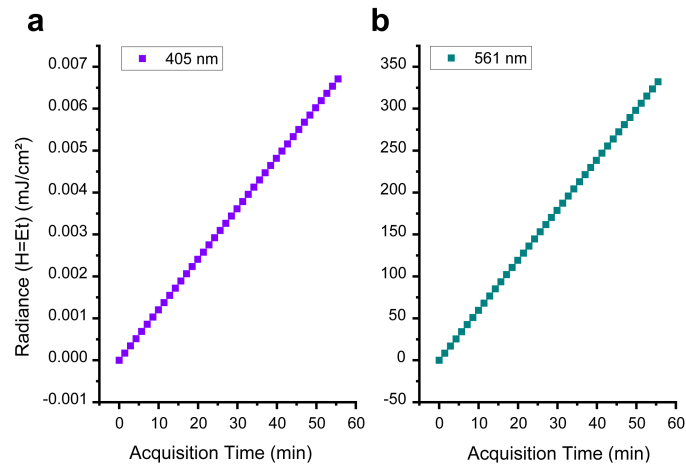 a
405 nm
Radiance (H=Et) (mJ/cm²)
0.007
0.006
0.005
0.004
0.003
0.002
0.001
0.000
-0.001
0 10 20 30 40 50 60
Acquisition Time (min)
b
561 nm
350
300
250
200
150
100
50
0
-50
0 10 20 30 40 50 60
Acquisition Time (min)